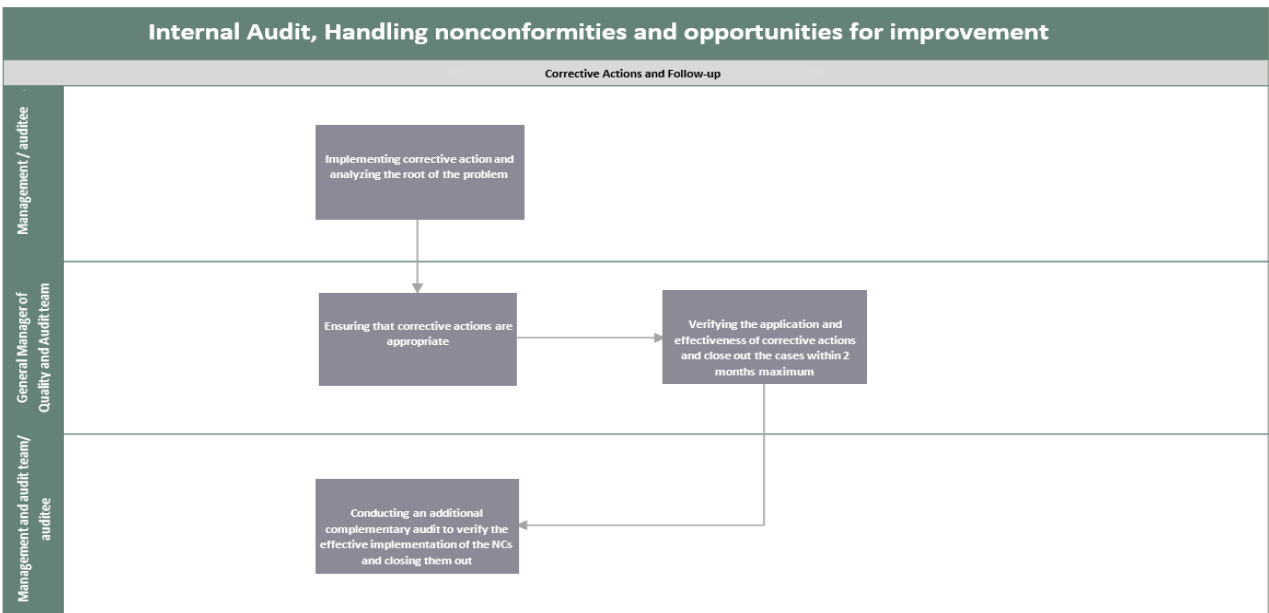 Internal Audit, Handling nonconformities and opportunities for improvement
Corrective Actions and Follow-up
Management / auditee
Implementing corrective action and
analyzing the root of the problem
General Manager of
Quality and Audit team
Ensuring that corrective actions are
appropriate
Verifying the application and
effectiveness of corrective actions
and close out the cases within 2
months maximum
Management and audit team/
auditee
Conducting an additional
complementary audit to verify the
effective implementation of the NCs
and closing them out